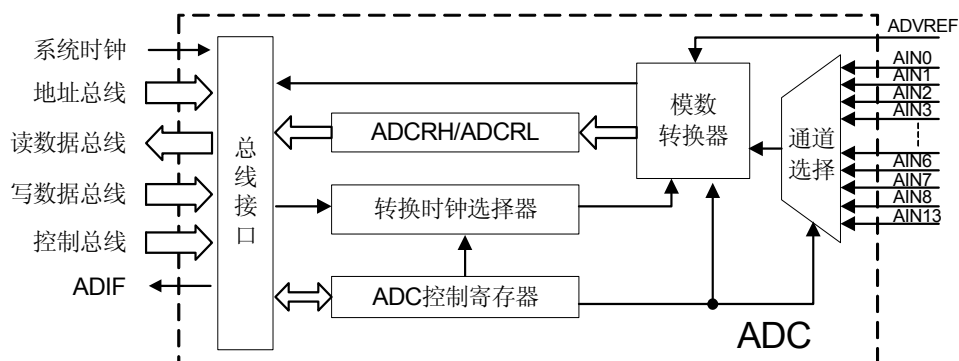 系统时钟
地址总线
读数据总线
写数据总线
控制总线
ADIF
总线接口
ADCRH/ADCRL
转换时钟选择器
ADC控制寄存器
模数
转换器
通道
选择
ADC
ADVREF
AIN0
AIN1
AIN2
AIN3
AIN6
AIN7
AIN8
AIN13